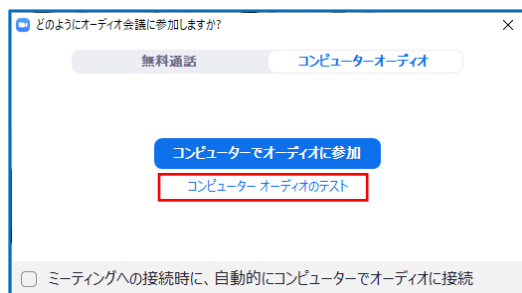 どのようにオーディオ会議に参加しますか?
無料通話 コンピューターオーディオ
コンピューターでオーディオに参加
コンピューター オーディオのテスト
ミーティングへの接続時に、自動的にコンピューターでオーディオに接続